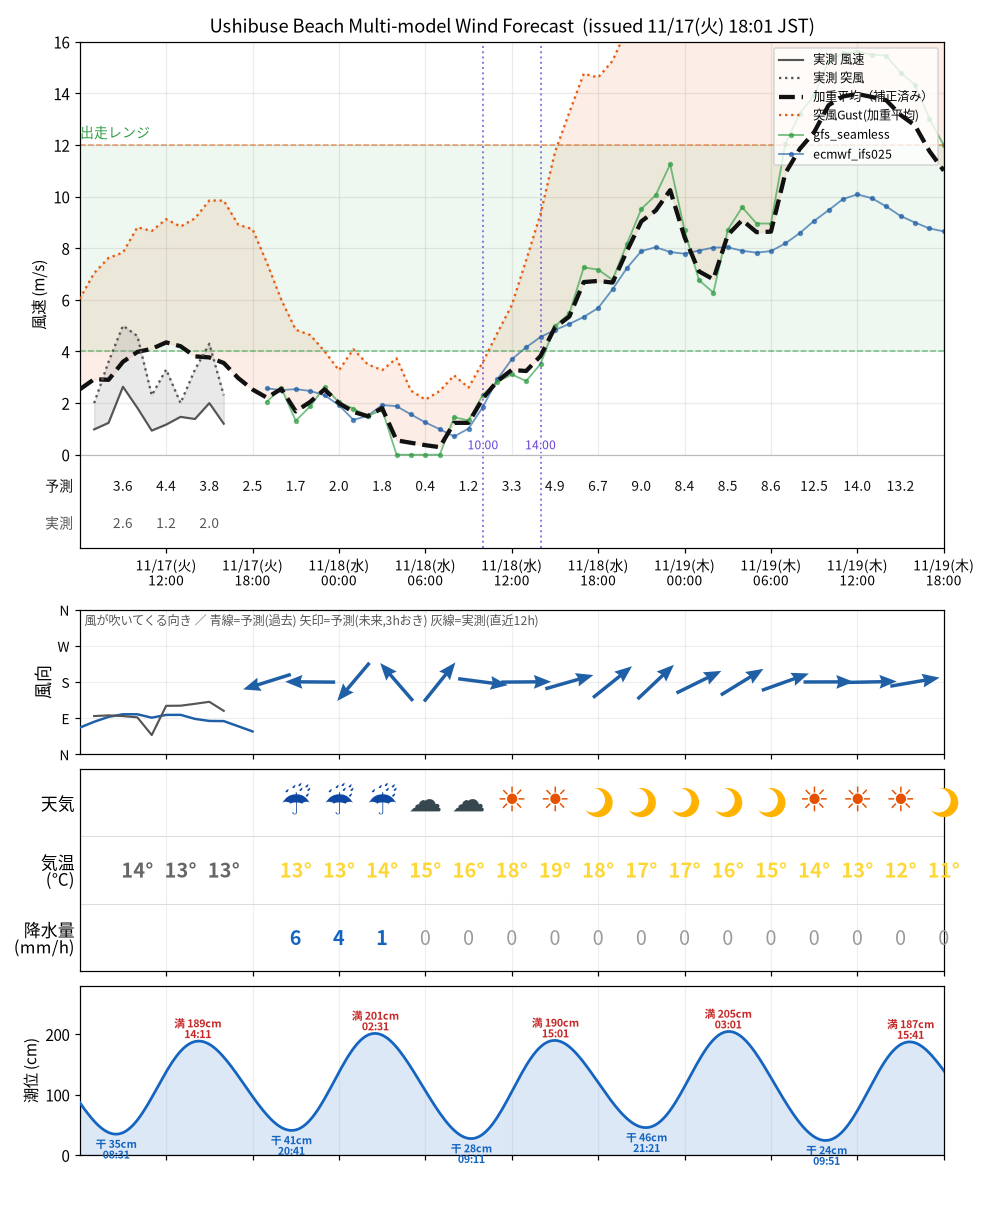 Ushibuse Beach Multi-model Wind Forecast (issued 11/17(火) 18:01 JST)
16
14
12
10
8
6
4
2
0
風速 (m/s)
出走レンジ
実測 風速
実測 突風
加重平均 (補正済み)
突風Gust(加重平均)
gfs_seamless
ecmwf_ifs025
10:00 14:00
予測 3.6 4.4 3.8 2.5 1.7 2.0 1.8 0.4 1.2 3.3 4.9 6.7 9.0 8.4 8.5 8.6 12.5 14.0 13.2
実測 2.6 1.2 2.0
11/17(火) 11/17(火) 11/18(水) 11/18(水) 11/18(水) 11/18(水) 11/19(木) 11/19(木) 11/19(木) 11/19(木)
12:00 18:00 00:00 06:00 12:00 18:00 00:00 06:00 12:00 18:00
風が吹いてくる向き ／ 青線=予測(過去) 矢印=予測(未来,3hおき) 灰線=実測(直近12h)
N
W
S
E
N
風向
天気
気温
(°C)
14° 13° 13° 13° 13° 14° 15° 16° 18° 19° 18° 17° 17° 16° 15° 14° 13° 12° 11°
降水量
(mm/h)
6 4 1 0 0 0 0 0 0 0 0 0 0 0 0 0
潮位 (cm)
200
100
0
満 189cm
14:11
満 201cm
02:31
満 190cm
15:01
満 205cm
03:01
満 187cm
15:41
干 35cm
08:31
干 41cm
20:41
干 28cm
09:11
干 46cm
21:21
干 24cm
09:51